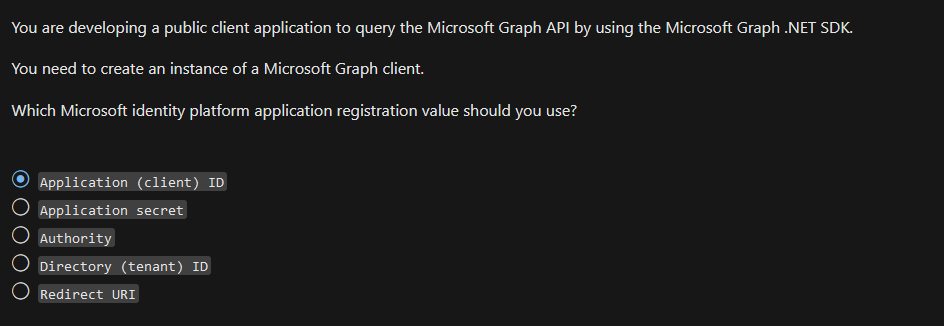 You are developing a public client application to query the Microsoft Graph API by using the Microsoft Graph .NET SDK.
You need to create an instance of a Microsoft Graph client.
Which Microsoft identity platform application registration value should you use?
Application (client) ID
Application secret
Authority
Directory (tenant) ID
Redirect URI